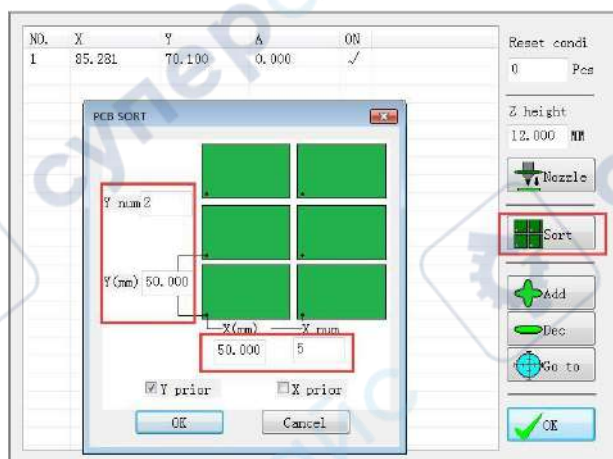 NO. X Y A ON
1 85.281 70.100 0.000 ✓
Reset condi
0 Pcs
Z height
12.000 MM
Nozzle
Sort
Add
Dec
Go to
OK
PCB SORT
Y num 2
Y(mm) 50.000
X(mm) X num
50.000 5
Y prior X prior
OK Cancel